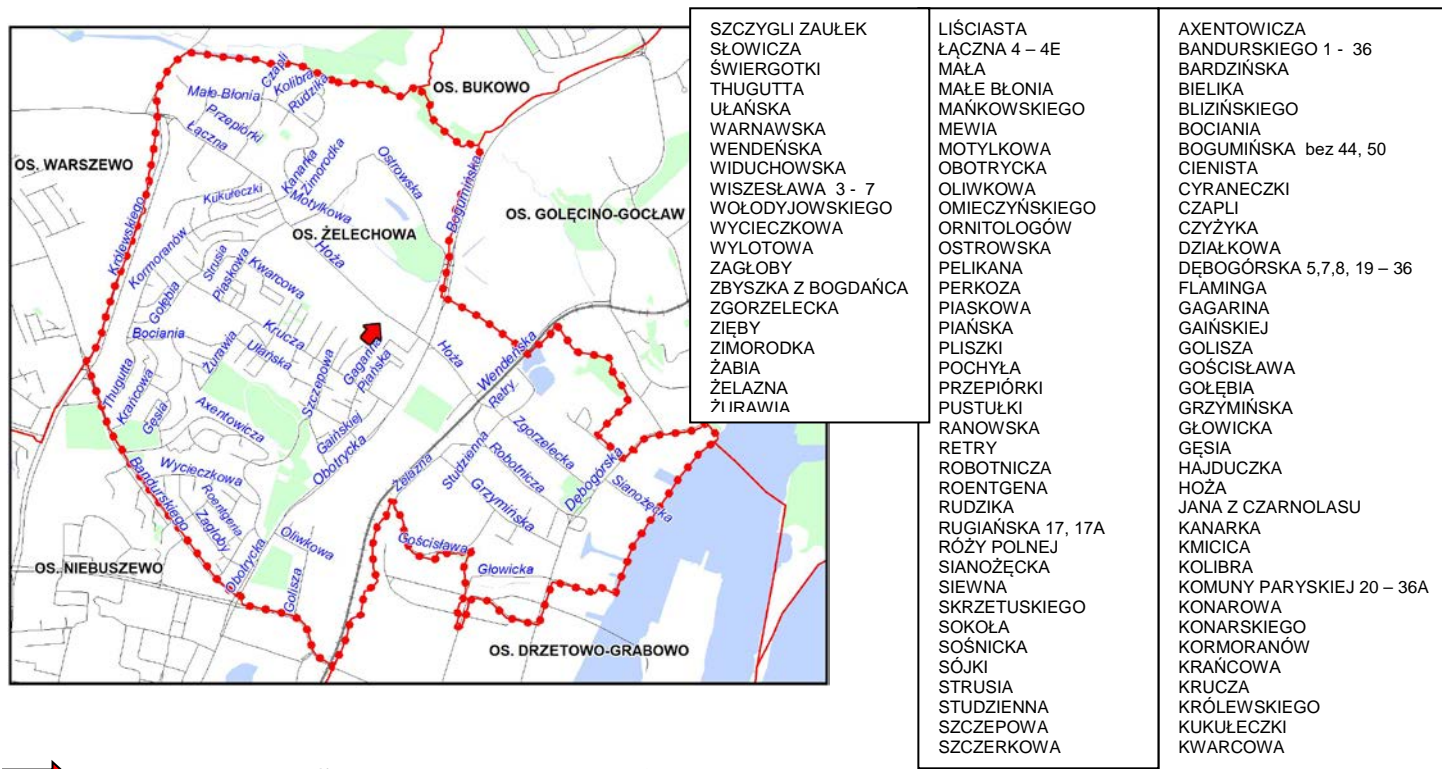 OS. BUKOWO
Czapli
Kolibra
Małe-Błonia
Rudzika
Przepiórki
Łączna
OS. WARSZEWO
Kanarka
Zimorodka
Ostrowska
Kukułeczki
Motylkowa
Bogumińska
OS. GOLĘCINO-GOCŁAW
OS. ŻELECHOWA
Królewskiego
Kormoranów
Hoża
Strusia
Piaskowa
Kwarcowa
Gołębia
Bociania
Krucza
Żurawia
Ułańska
Hoża
Wendeńska
Gagarina
Piańska
Retry
Thugutta
Krańcowa
Gęsia
Szczepowa
Axentowicza
Gaińskiej
Obotrycka
Zgorzelecka
Studzienna
Robotnicza
Wycieczkowa
Żelazna
Dębogórska
Sianożęcka
Bandurskiego
Roentgena
Zagłoby
Grzymińska
Oliwkowa
Gościsława
OS. NIEBUSZEWO
Obotrycka
Golisza
Głowicka
OS. DRZETOWO-GRABOWO
SZCZYGLI ZAUŁEK
SŁOWICZA
ŚWIERGOTKI
THUGUTTA
UŁAŃSKA
WARNAWSKA
WENDEŃSKA
WIDUCHOWSKA
WISZESŁAWA 3 - 7
WOŁODYJOWSKIEGO
WYCIECZKOWA
WYLOTOWA
ZAGŁOBY
ZBYSZKA Z BOGDAŃCA
ZGORZELECKA
ZIĘBY
ZIMORODKA
ŻABIA
ŻELAZNA
ŻURAWIA
LIŚCIASTA
ŁĄCZNA 4 – 4E
MAŁA
MAŁE BŁONIA
MAŃKOWSKIEGO
MEWIA
MOTYLKOWA
OBOTRYCKA
OLIWKOWA
OMIECZYŃSKIEGO
ORNITOLOGÓW
OSTROWSKA
PELIKANA
PERKOZA
PIASKOWA
PIAŃSKA
PLISZKI
POCHYŁA
PRZEPIÓRKI
PUSTUŁKI
RANOWSKA
RETRY
ROBOTNICZA
ROENTGENA
RUDZIKA
RUGIAŃSKA 17, 17A
RÓŻY POLNEJ
SIANOŻĘCKA
SIEWNA
SKRZETUSKIEGO
SOKOŁA
SOŚNICKA
SÓJKI
STRUSIA
STUDZIENNA
SZCZEPOWA
SZCZERKOWA
AXENTOWICZA
BANDURSKIEGO 1 - 36
BARDZIŃSKA
BIELIKA
BLIZIŃSKIEGO
BOCIANIA
BOGUMIŃSKA bez 44, 50
CIENISTA
CYRANECZKI
CZAPLI
CZYŻYKA
DZIAŁKOWA
DĘBOGÓRSKA 5,7,8, 19 – 36
FLAMINGA
GAGARINA
GAIŃSKIEJ
GOLISZA
GOŚCISŁAWA
GOŁĘBIA
GRZYMIŃSKA
GŁOWICKA
GĘSIA
HAJDUCZKA
HOŻA
JANA Z CZARNOLASU
KANARKA
KMICICA
KOLIBRA
KOMUNY PARYSKIEJ 20 – 36A
KONAROWA
KONARSKIEGO
KORMORANÓW
KRAŃCOWA
KRUCZA
KRÓLEWSKIEGO
KUKUŁECZKI
KWARCOWA